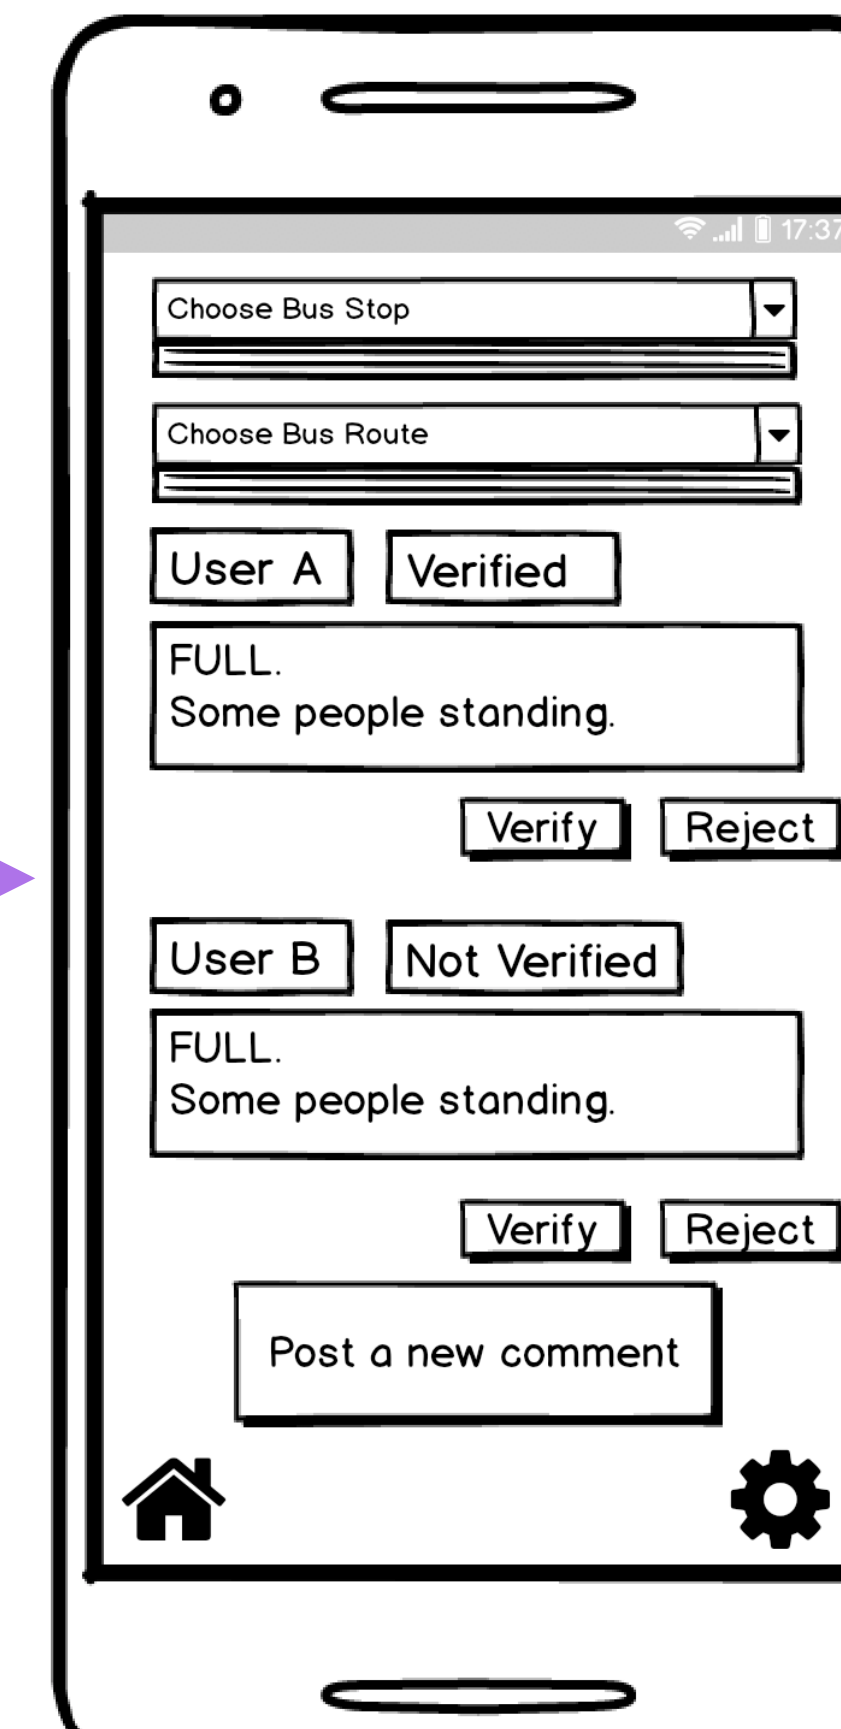 17:37
Choose Bus Stop
Choose Bus Route
User A
Verified
FULL.
Some people standing.
Verify
Reject
User B
Not Verified
FULL.
Some people standing.
Verify
Reject
Post a new comment